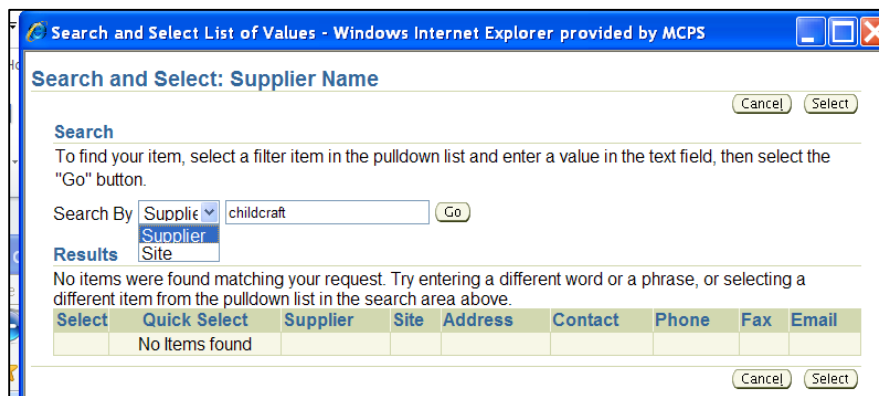 Search and Select List of Values - Windows Internet Explorer provided by MCPS
Search and Select: Supplier Name
Cancel Select
Search
To find your item, select a filter item in the pulldown list and enter a value in the text field, then select the
"Go" button.
Search By Supplie childcraft Go
Supplier
Site
Results
No items were found matching your request. Try entering a different word or a phrase, or selecting a
different item from the pulldown list in the search area above.
Select Quick Select Supplier Site Address Contact Phone Fax Email
No Items found
Cancel Select